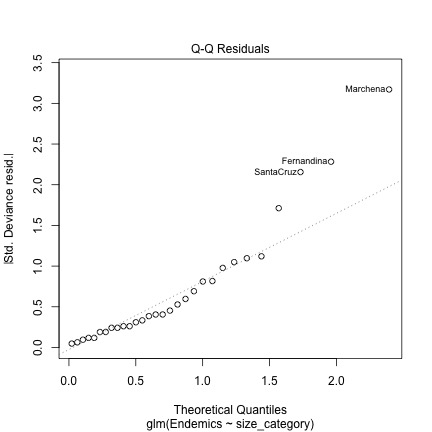 Q-Q Residuals
3.5
3.0
2.5
2.0
1.5
1.0
0.5
0.0
|Std. Deviance resid.|
Marchena
Fernandina
SantaCruz
0.0 0.5 1.0 1.5 2.0
Theoretical Quantiles
glm(Endemics ~ size_category)